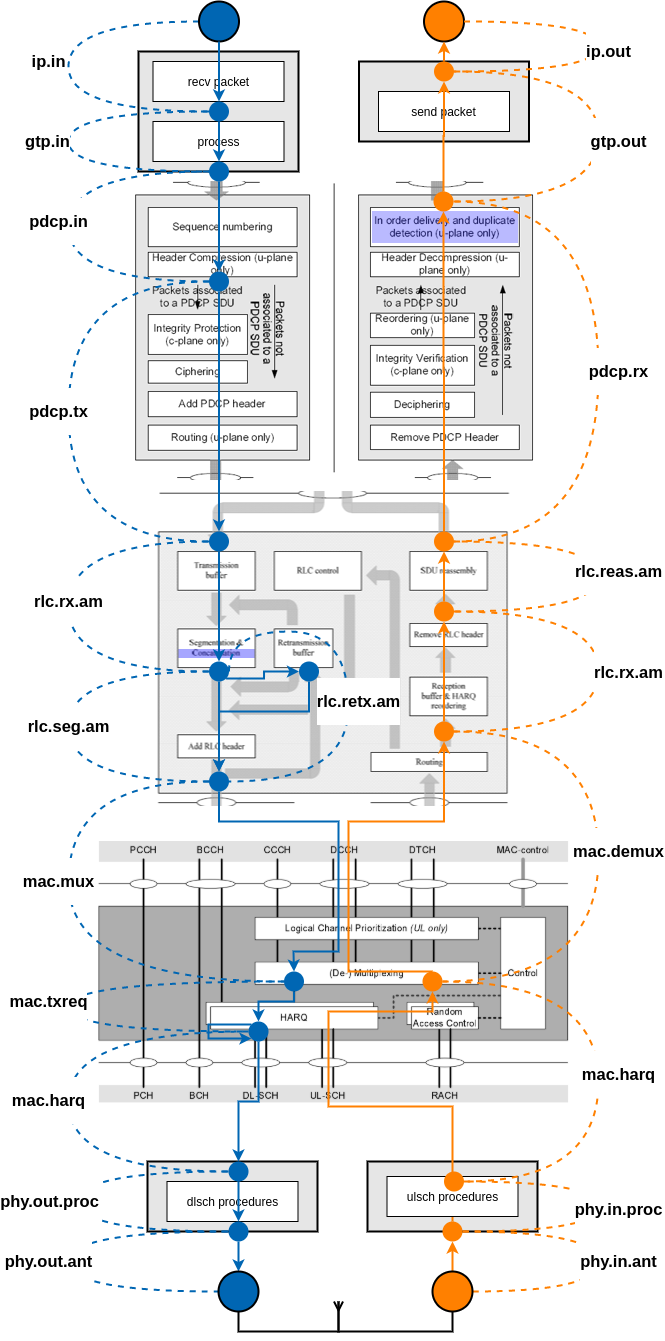 ip.in
ip.out
recv packet
send packet
gtp.in
process
gtp.out
pdcp.in
Sequence numbering
In order delivery and duplicate
detection (u-plane only)
Header Compression (u-plane
only)
Header Decompression (u-
plane only)
Packets associated
to a PDCP SDU
Packets not
associated to a
PDCP SDU
Packets associated
to a PDCP SDU
Packets not
associated to a
PDCP SDU
Integrity Protection
(c-plane only)
Reordering (u-plane
only)
Integrity Verification
(c-plane only)
Ciphering
Deciphering
pdcp.tx
pdcp.rx
Add PDCP header
Routing (u-plane only)
Remove PDCP Header
Transmission
buffer
RLC control
SDU reassembly
rlc.reas.am
rlc.rx.am
Segmentation &
Concatenation
Retransmission
buffer
Remove RLC header
rlc.rx.am
Reception
buffer & HARQ
reordering
rlc.retx.am
rlc.seg.am
Add RLC header
Routing
PCCH
BCCH
CCCH
DCCH
DTCH
MAC-control
mac.demux
mac.mux
Logical Channel Prioritization (UL only)
(De-) Multiplexing
Control
mac.txreq
HARQ
Random
Access Control
mac.harq
mac.harq
PCH
BCH
DL-SCH
UL-SCH
RACH
phy.out.proc
dlsch procedures
ulsch procedures
phy.in.proc
phy.out.ant
phy.in.ant